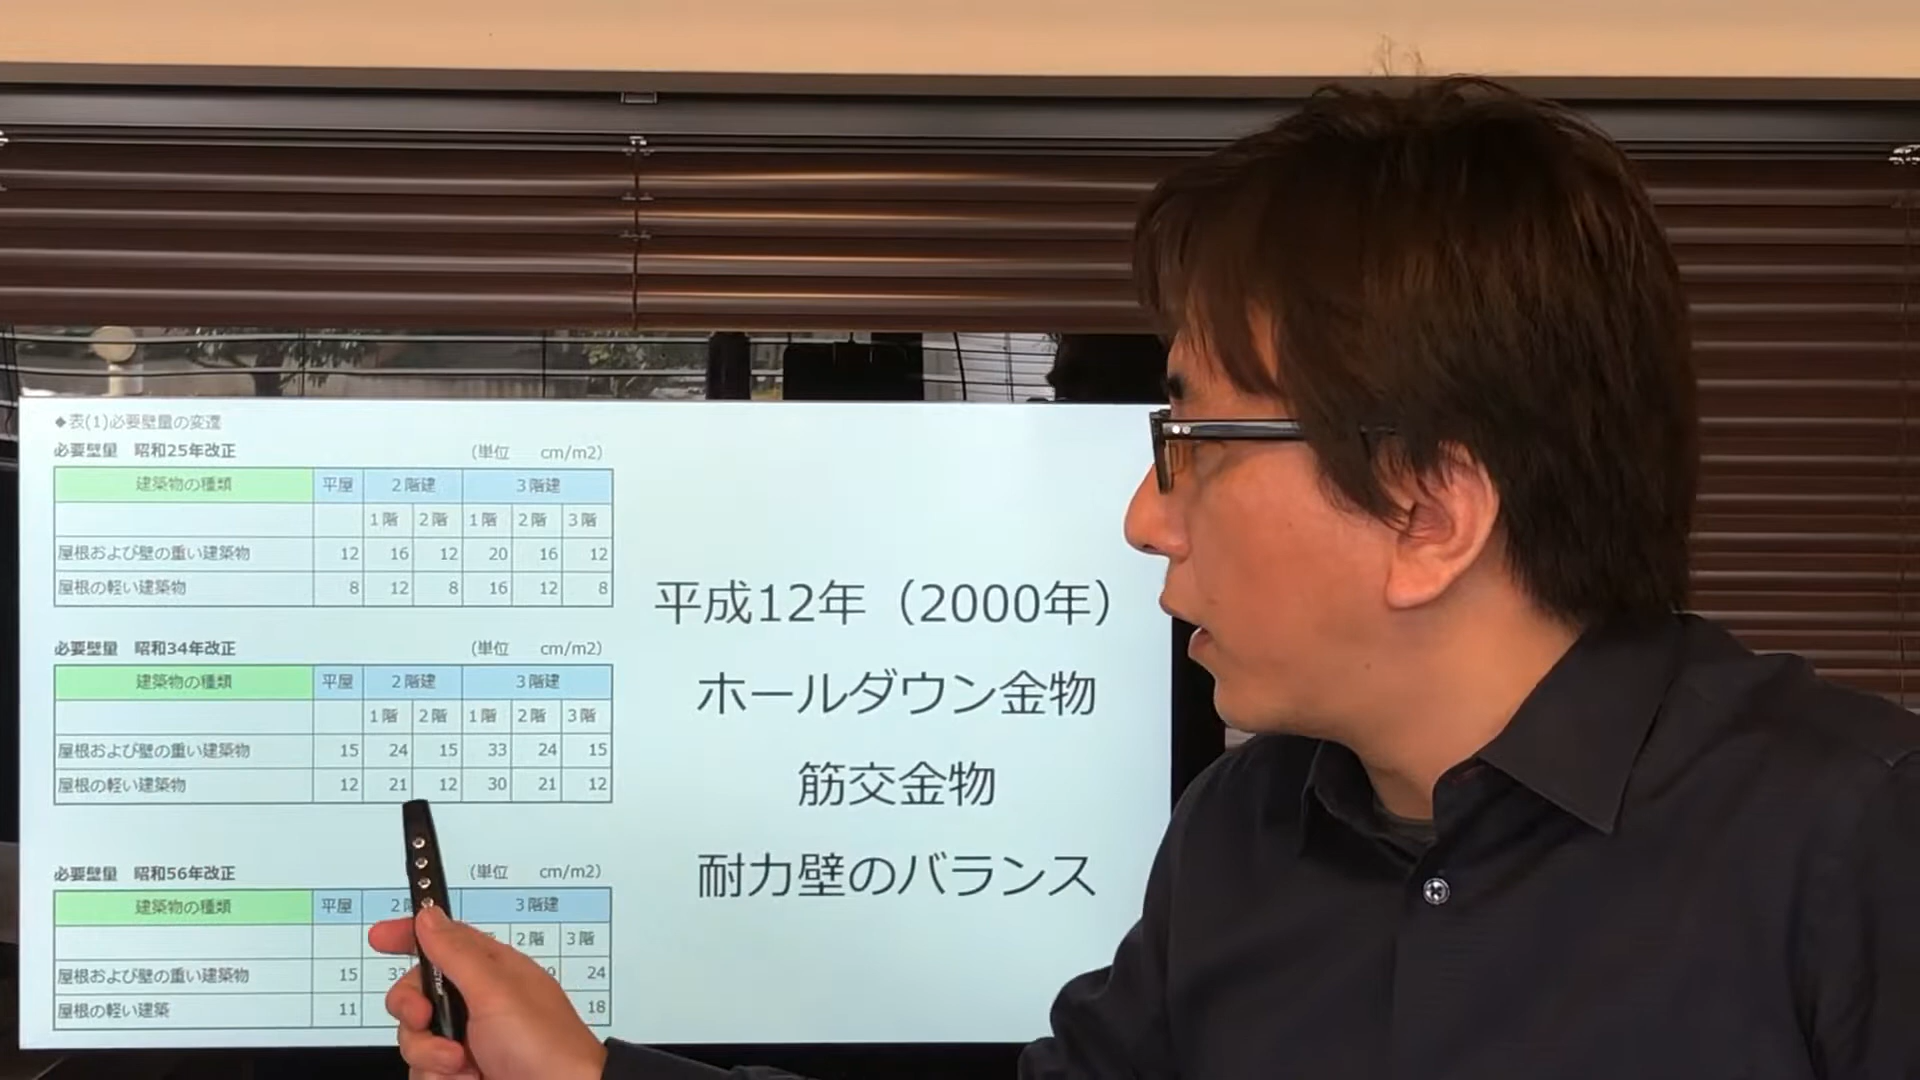 ◆表(1)必要壁量の変遷
必要壁量 昭和25年改正 (単位 cm/m2)
建築物の種類 平屋 2階建 3階建
1階 2階 1階 2階 3階
屋根および壁の重い建築物 12 16 12 20 16 12
屋根の軽い建築物 8 12 8 16 12 8
必要壁量 昭和34年改正 (単位 cm/m2)
建築物の種類 平屋 2階建 3階建
1階 2階 1階 2階 3階
屋根および壁の重い建築物 15 24 15 33 24 15
屋根の軽い建築物 12 21 12 30 21 12
必要壁量 昭和56年改正 (単位 cm/m2)
建築物の種類 平屋 2階 3階建
階 2階 3階
屋根および壁の重い建築物 15 33 24
屋根の軽い建築 11 18
平成12年（2000年）
ホールダウン金物
筋交金物
耐力壁のバランス